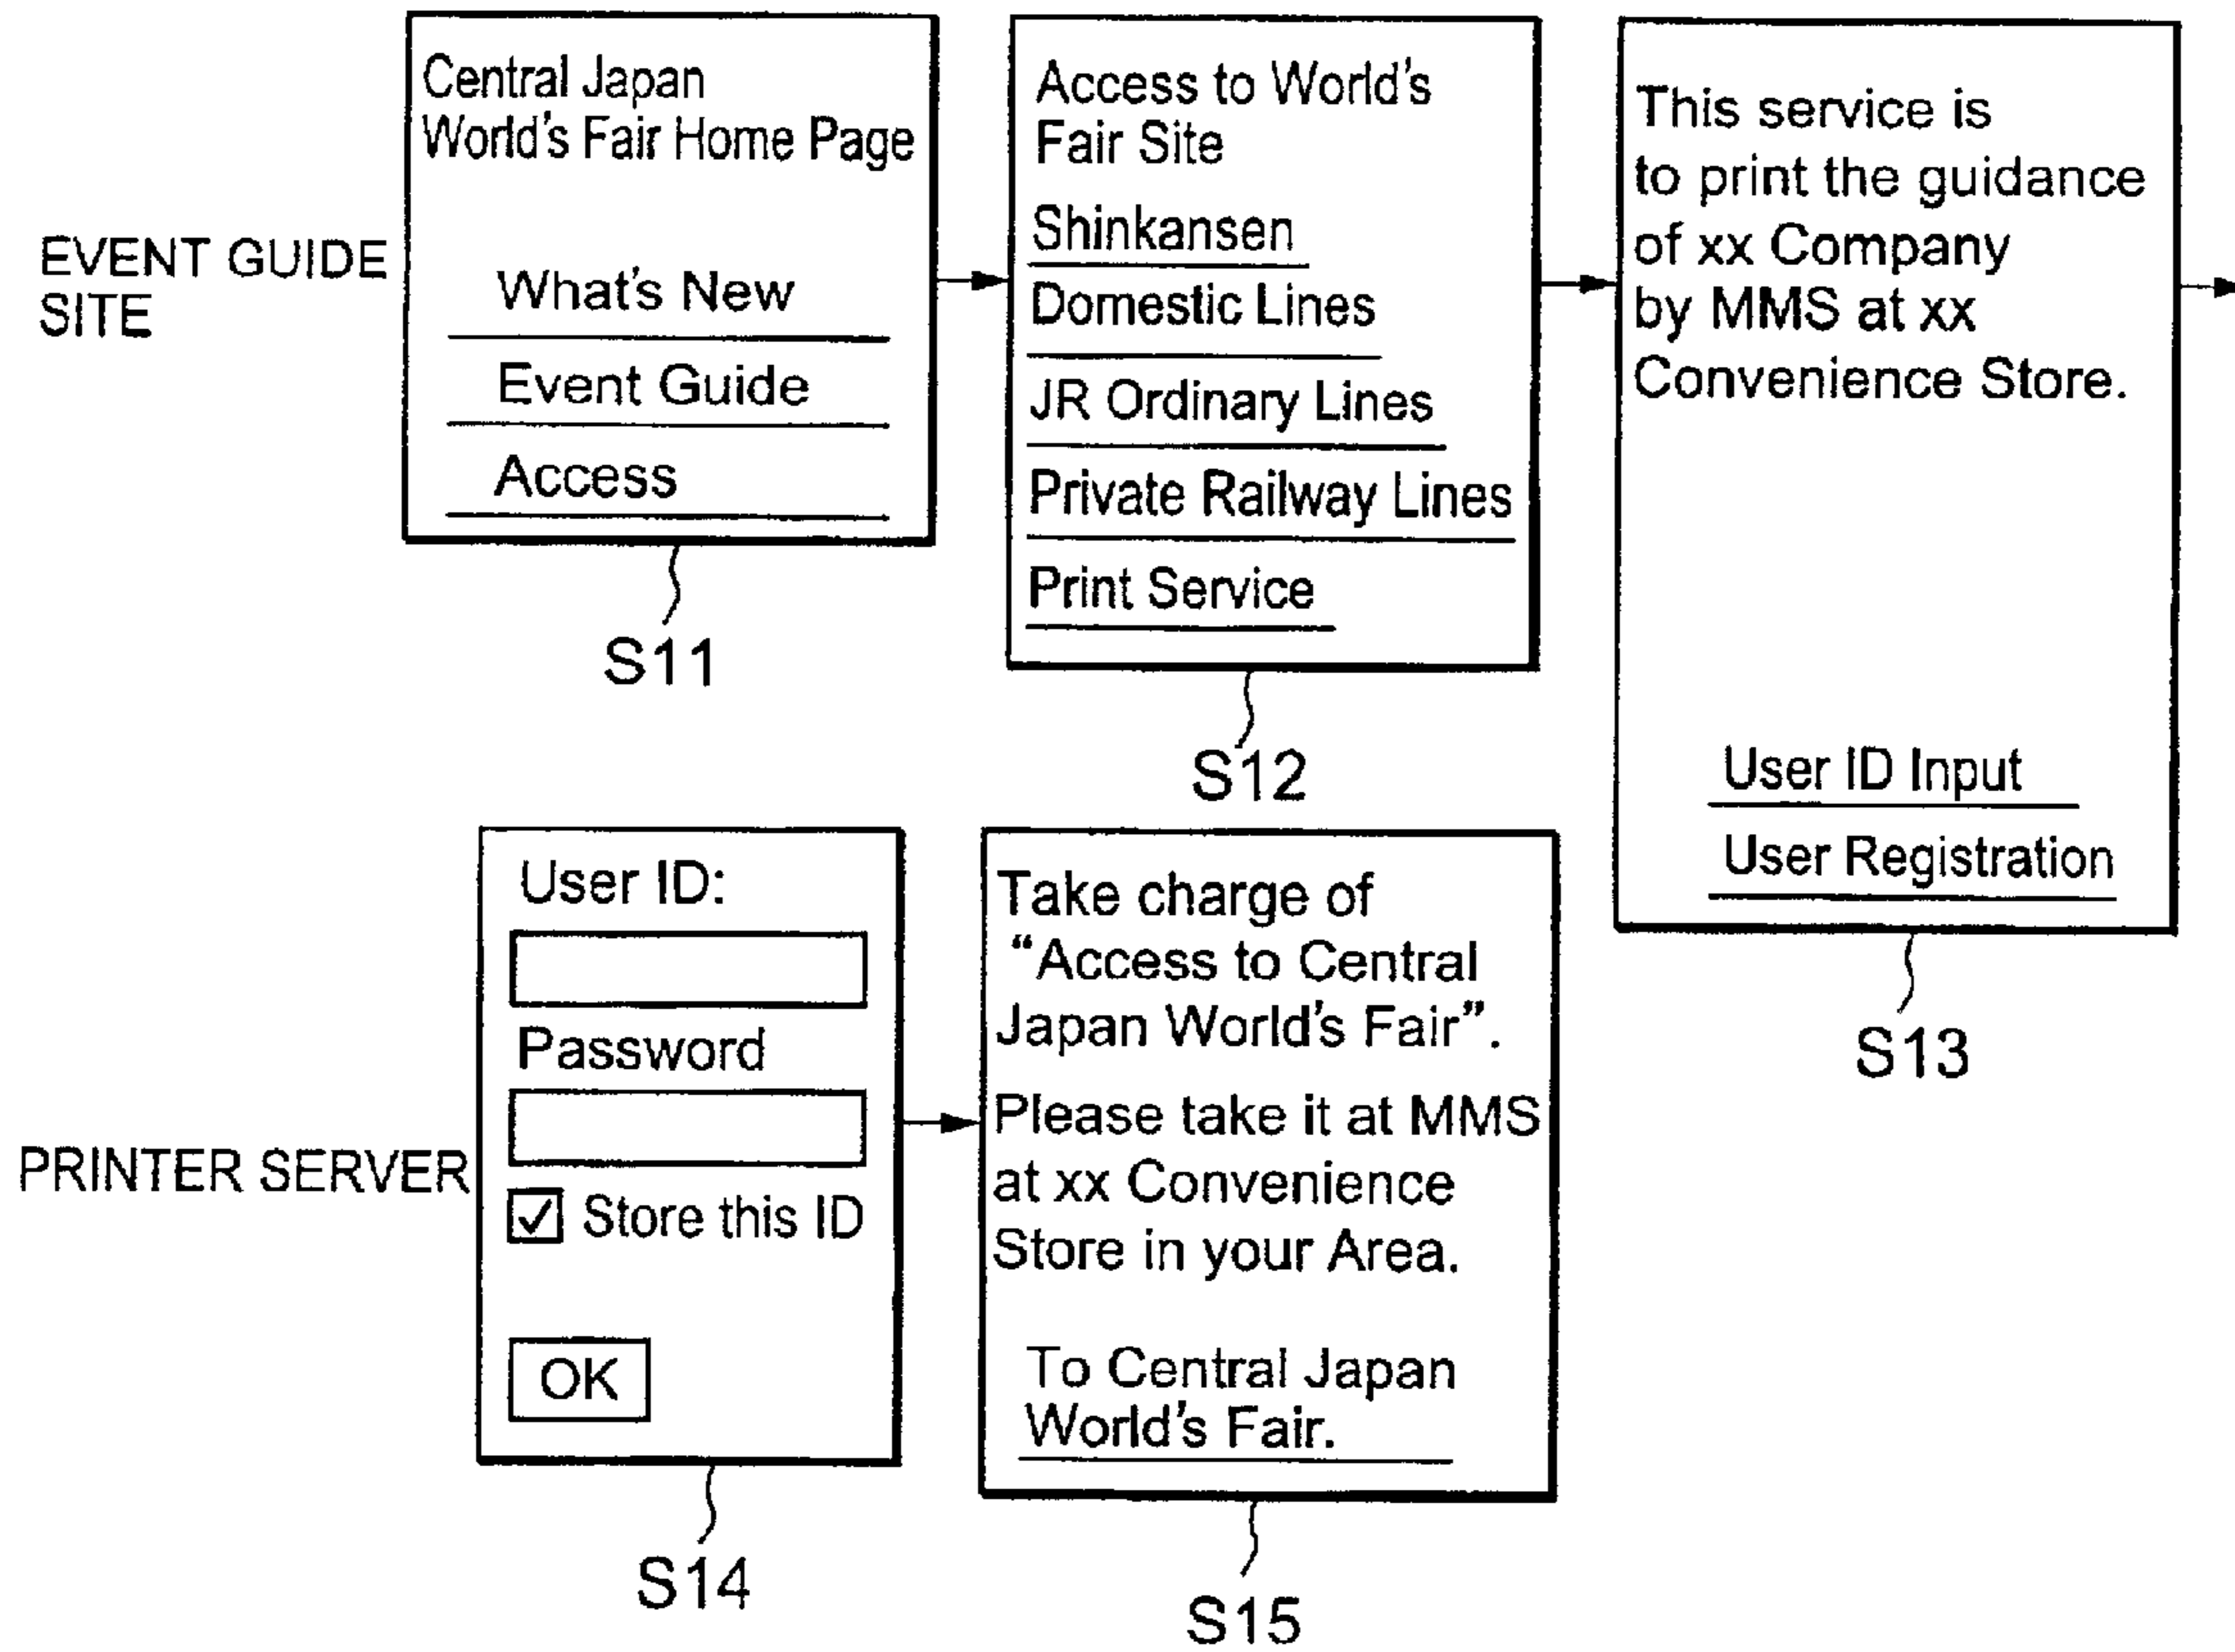 EVENT GUIDE
SITE
Central Japan
World's Fair Home Page
What's New
Event Guide
Access
S11
Access to World's
Fair Site
Shinkansen
Domestic Lines
JR Ordinary Lines
Private Railway Lines
Print Service
S12
This service is
to print the guidance
of xx Company
by MMS at xx
Convenience Store.
User ID Input
User Registration
S13
PRINTER SERVER
User ID:
Password
Store this ID
OK
S14
Take charge of
“Access to Central
Japan World's Fair”.
Please take it at MMS
at xx Convenience
Store in your Area.
To Central Japan
World's Fair.
S15